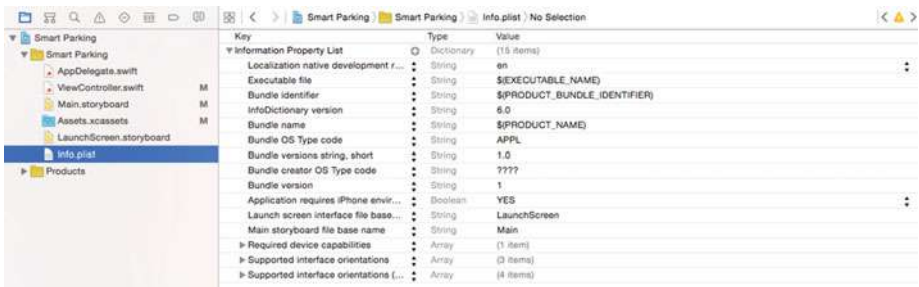 Smart Parking
Smart Parking
AppDelegate.swift
ViewController.swift M
Main.storyboard M
Assets.xcassets M
LaunchScreen.storyboard
Info.plist
Products
Smart Parking Smart Parking Info.plist No Selection
Key Type Value
Information Property List Dictionary (15 items)
Localization native development r... String en
Executable file String $(EXECUTABLE_NAME)
Bundle identifier String $(PRODUCT_BUNDLE_IDENTIFIER)
InfoDictionary version String 6.0
Bundle name String $(PRODUCT_NAME)
Bundle OS Type code String APPL
Bundle versions string, short String 1.0
Bundle creator OS Type code String ????
Bundle version String 1
Application requires iPhone envir... Boolean YES
Launch screen interface file base... String LaunchScreen
Main storyboard file base name String Main
Required device capabilities Array (1 item)
Supported interface orientations Array (3 items)
Supported interface orientations (... Array (4 items)